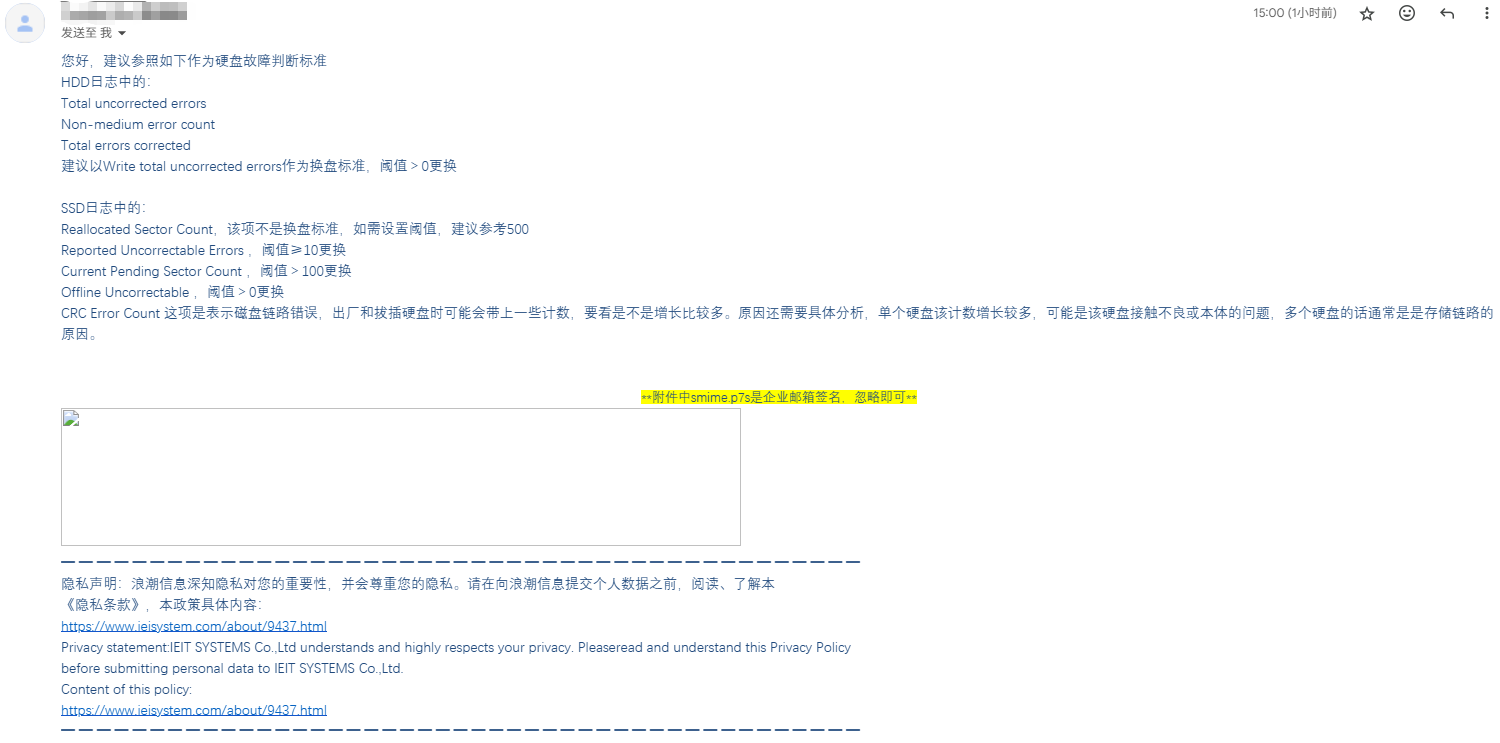 15:00 (1小时前)
发送至 我
您好，建议参照如下作为硬盘故障判断标准
HDD日志中的：
Total uncorrected errors
Non-medium error count
Total errors corrected
建议以Write total uncorrected errors作为换盘标准，阈值＞0更换
SSD日志中的：
Reallocated Sector Count，该项不是换盘标准，如需设置阈值，建议参考500
Reported Uncorrectable Errors ，阈值≥10更换
Current Pending Sector Count ，阈值＞100更换
Offline Uncorrectable ，阈值＞0更换
CRC Error Count 这项是表示磁盘链路错误，出厂和拔插硬盘时可能会带上一些计数，要看是不是增长比较多。原因还需要具体分析，单个硬盘该计数增长较多，可能是该硬盘接触不良或本体的问题，多个硬盘的话通常是是存储链路的
原因。
**附件中smime.p7s是企业邮箱签名，忽略即可**
隐私声明：浪潮信息深知隐私对您的重要性，并会尊重您的隐私。请在向浪潮信息提交个人数据之前，阅读、了解本
《隐私条款》，本政策具体内容：
https://www.ieisystem.com/about/9437.html
Privacy statement:IEIT SYSTEMS Co.,Ltd understands and highly respects your privacy. Pleaseread and understand this Privacy Policy
before submitting personal data to IEIT SYSTEMS Co.,Ltd.
Content of this policy:
https://www.ieisystem.com/about/9437.html